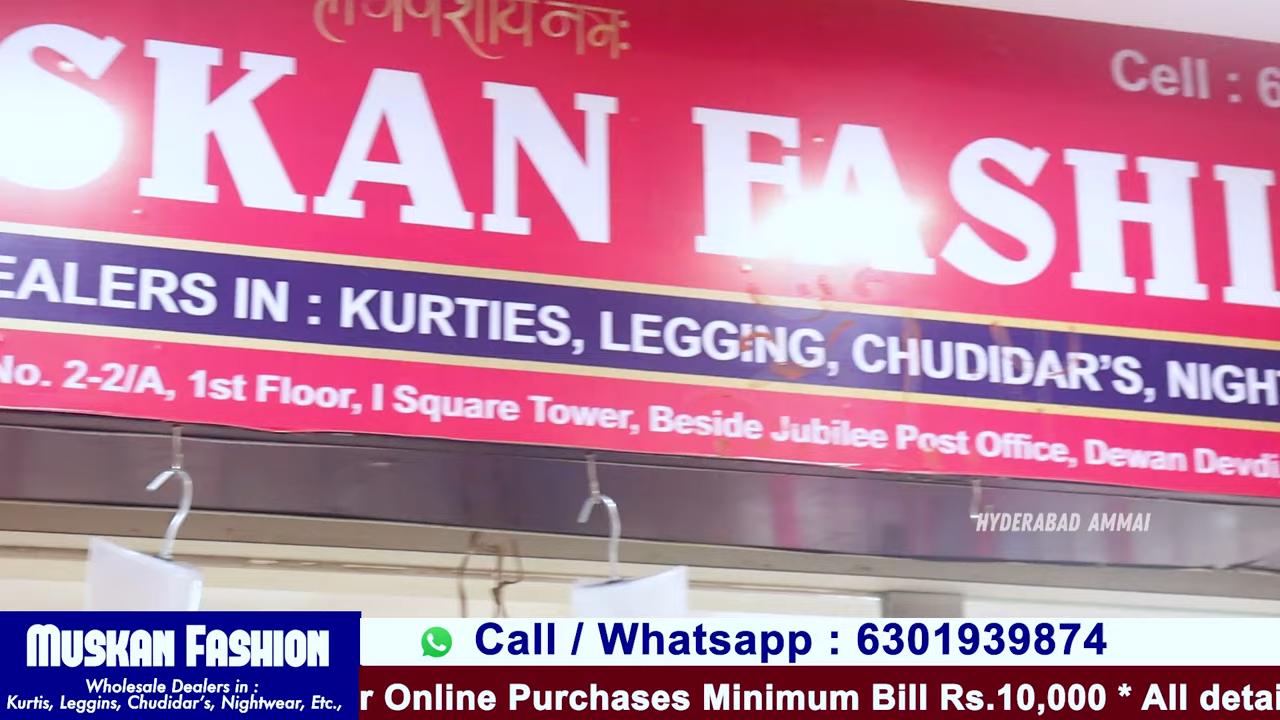 नमः
Cell : 6
SKAN FASHI
EALERS IN : KURTIES, LEGGING, CHUDIDAR'S, NIGH
No. 2-2/A, 1st Floor, I Square Tower, Beside Jubilee Post Office, Dewan Devdi
HYDERABAD AMMAI
MUSKAN FASHION
Wholesale Dealers in :
Kurtis, Leggins, Chudidar's, Nightwear, Etc.,
Call / Whatsapp : 6301939874
r Online Purchases Minimum Bill Rs.10,000 * All detai